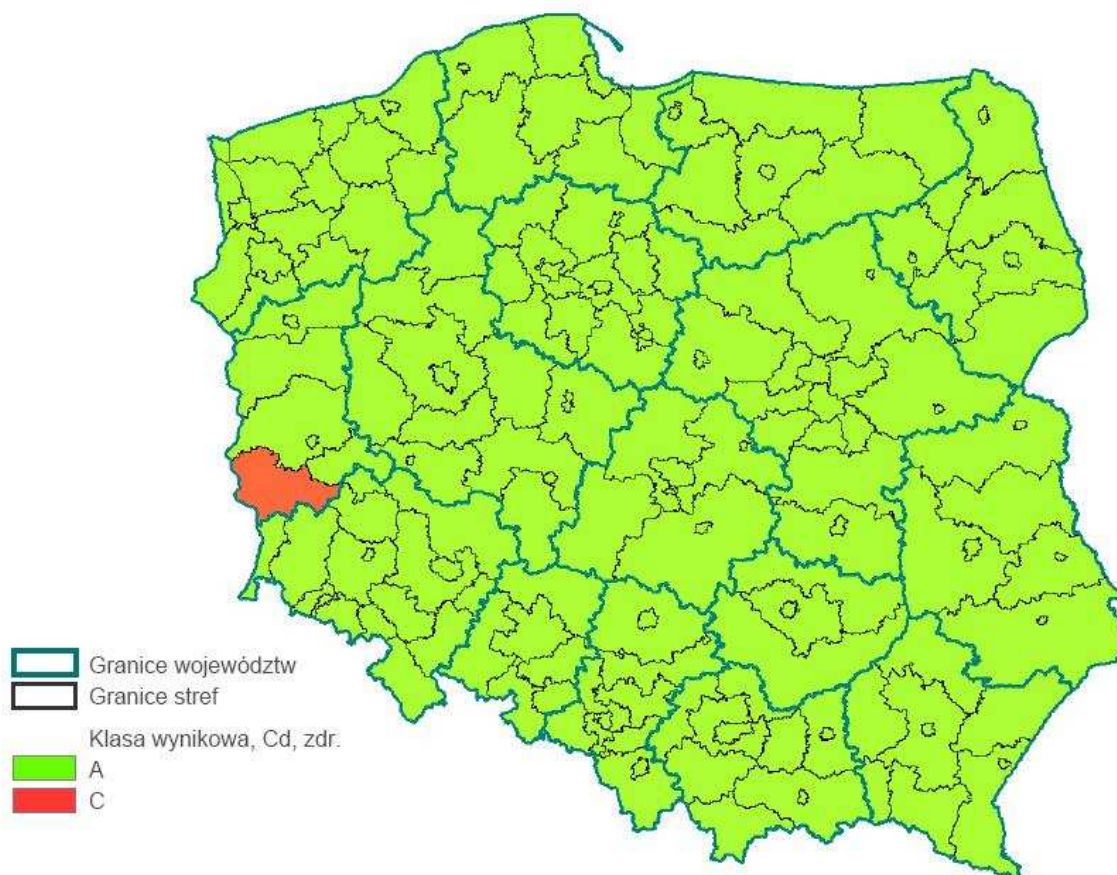 Granice województw
Granice stref
Klasa wynikowa, Cd, zdr.
A
C